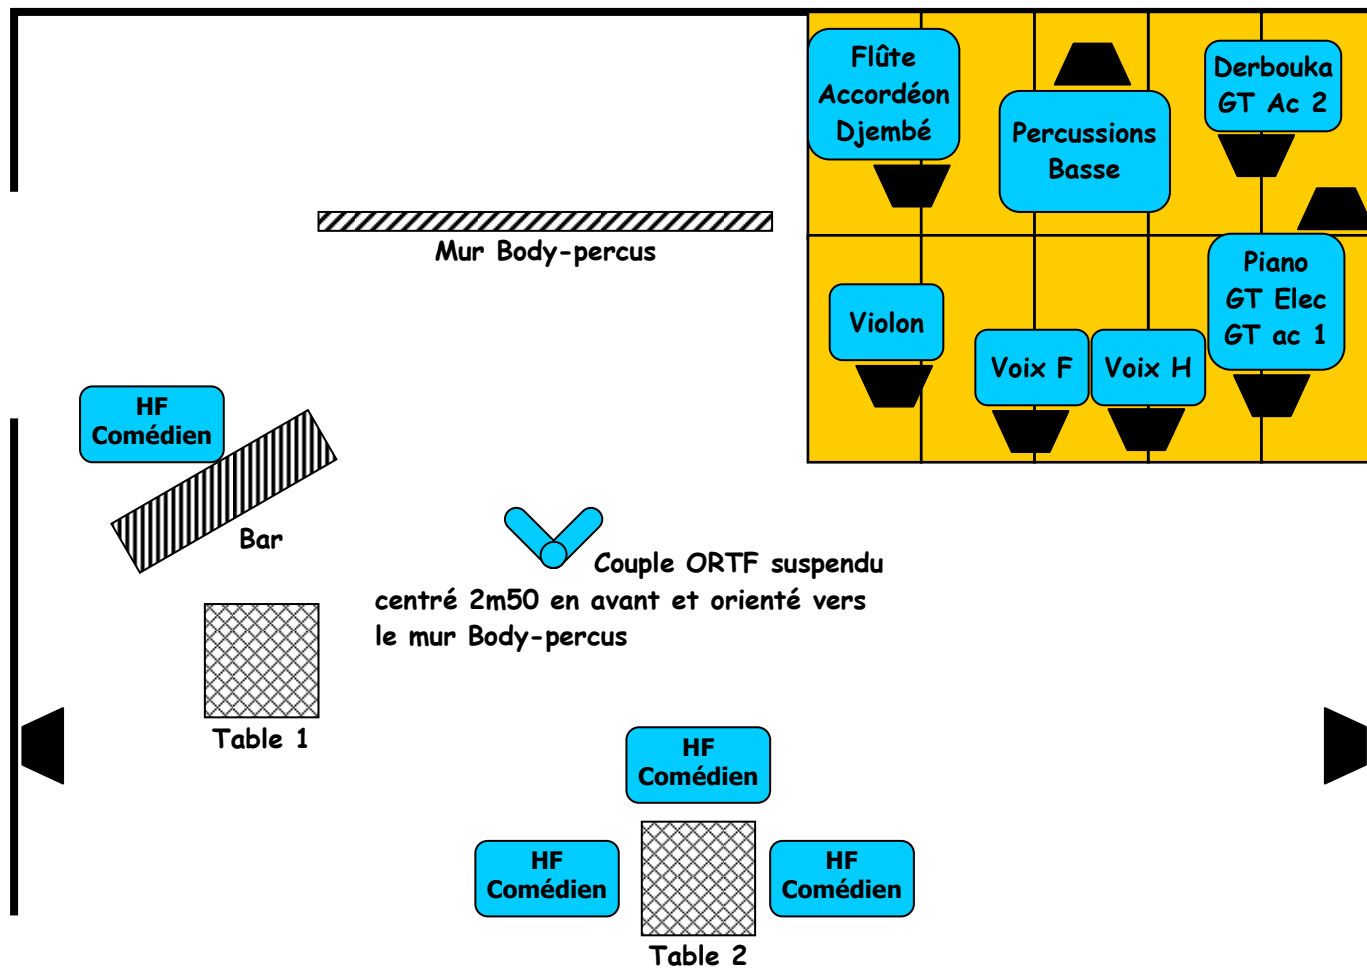 Flûte
Accordéon
Djembé
Percussions
Basse
Derbouka
GT Ac 2
Mur Body-percus
Violon
Voix F
Voix H
Piano
GT Elec
GT ac 1
HF
Comédien
Bar
Couple ORTF suspendu
centré 2m50 en avant et orienté vers
le mur Body-percus
Table 1
HF
Comédien
HF
Comédien
HF
Comédien
Table 2